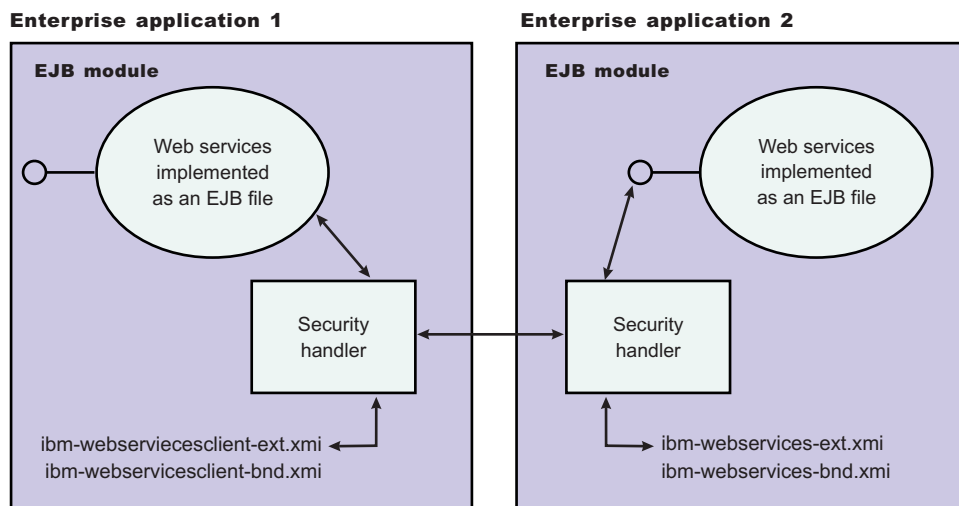 Enterprise application 1
EJB module
Web services
implemented
as an EJB file
Security
handler
ibm-webserviecesclient-ext.xmi
ibm-webservicesclient-bnd.xmi
Enterprise application 2
EJB module
Web services
implemented
as an EJB file
Security
handler
ibm-webservices-ext.xmi
ibm-webservices-bnd.xmi